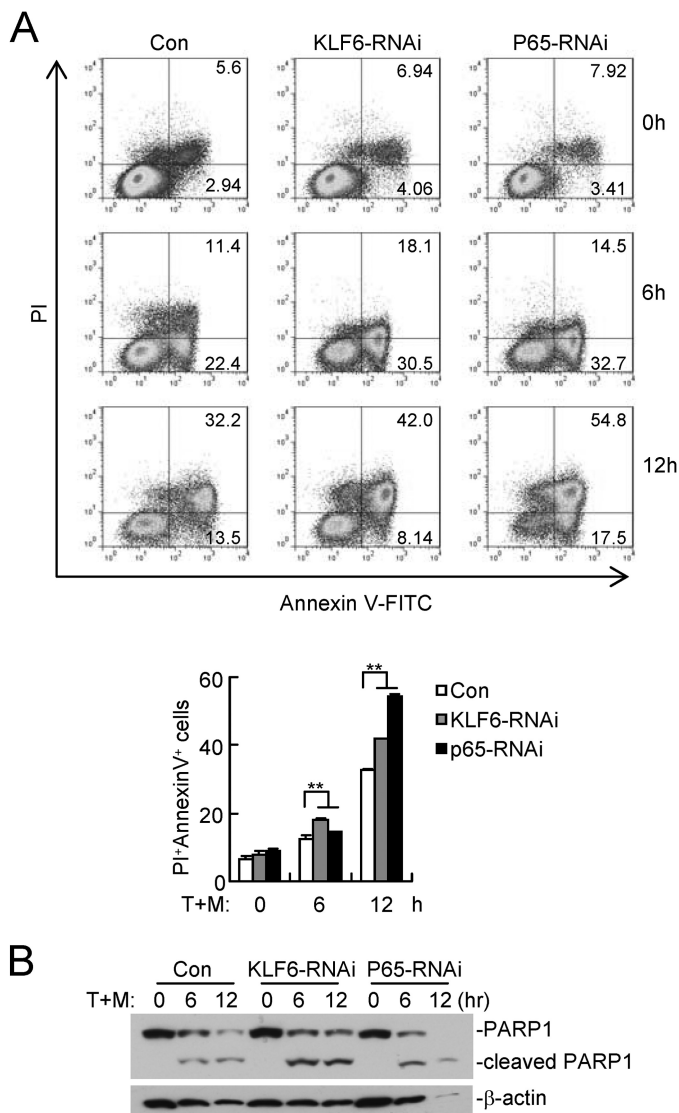 A
Con KLF6-RNAi P65-RNAi
5.6 6.94 7.92
0h
2.94 4.06 3.41
11.4 18.1 14.5
6h
PI
22.4 30.5 32.7
32.2 42.0 54.8
12h
13.5 8.14 17.5
Annexin V-FITC
60
Con
KLF6-RNAi
p65-RNAi
40
20
0
PI⁺AnnexinV⁺ cells
** **
T+M: 0 6 12 h
B
Con KLF6-RNAi P65-RNAi
T+M: 0 6 12 0 6 12 0 6 12 (hr)
-PARP1
-cleaved PARP1
-β-actin